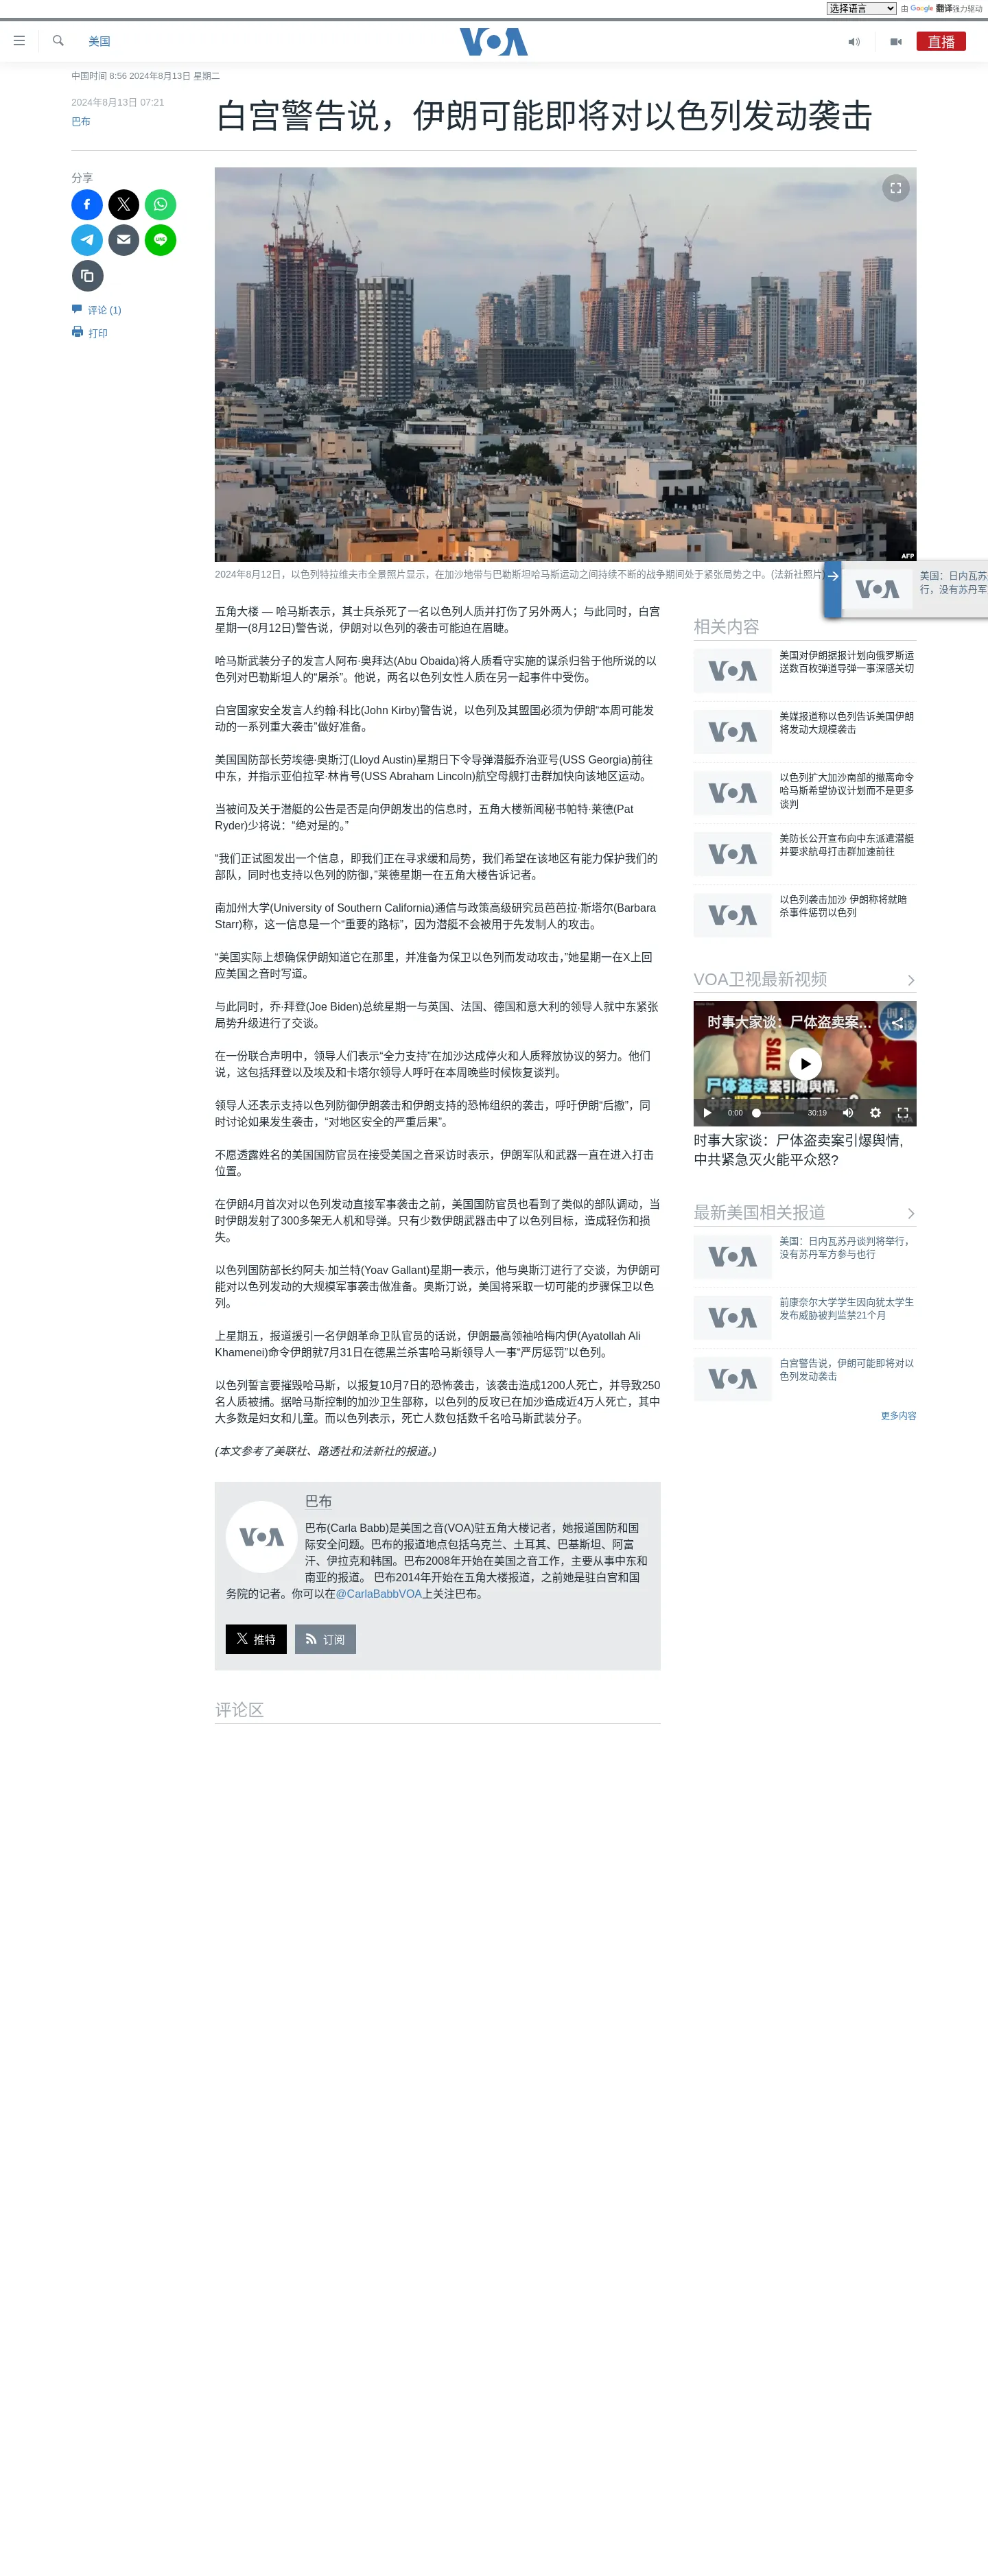 选择语言
由 Google 翻译强力驱动
美国
VOA
直播
中国时间 8:56 2024年8月13日 星期二
2024年8月13日 07:21
巴布
白宫警告说，伊朗可能即将对以色列发动袭击
分享
LINE
评论 (1)
打印
AFP
2024年8月12日，以色列特拉维夫市全景照片显示，在加沙地带与巴勒斯坦哈马斯运动之间持续不断的战争期间处于紧张局势之中。(法新社照片)
VOA
美国：日内瓦苏
行，没有苏丹军
五角大楼 — 哈马斯表示，其士兵杀死了一名以色列人质并打伤了另外两人；与此同时，白宫
星期一(8月12日)警告说，伊朗对以色列的袭击可能迫在眉睫。
哈马斯武装分子的发言人阿布·奥拜达(Abu Obaida)将人质看守实施的谋杀归咎于他所说的以
色列对巴勒斯坦人的“屠杀”。他说，两名以色列女性人质在另一起事件中受伤。
白宫国家安全发言人约翰·科比(John Kirby)警告说，以色列及其盟国必须为伊朗“本周可能发
动的一系列重大袭击”做好准备。
美国国防部长劳埃德·奥斯汀(Lloyd Austin)星期日下令导弹潜艇乔治亚号(USS Georgia)前往
中东，并指示亚伯拉罕·林肯号(USS Abraham Lincoln)航空母舰打击群加快向该地区运动。
当被问及关于潜艇的公告是否是向伊朗发出的信息时，五角大楼新闻秘书帕特·莱德(Pat
Ryder)少将说：“绝对是的。”
“我们正试图发出一个信息，即我们正在寻求缓和局势，我们希望在该地区有能力保护我们的
部队，同时也支持以色列的防御，”莱德星期一在五角大楼告诉记者。
南加州大学(University of Southern California)通信与政策高级研究员芭芭拉·斯塔尔(Barbara
Starr)称，这一信息是一个“重要的路标”，因为潜艇不会被用于先发制人的攻击。
“美国实际上想确保伊朗知道它在那里，并准备为保卫以色列而发动攻击，”她星期一在X上回
应美国之音时写道。
与此同时，乔·拜登(Joe Biden)总统星期一与英国、法国、德国和意大利的领导人就中东紧张
局势升级进行了交谈。
在一份联合声明中，领导人们表示“全力支持”在加沙达成停火和人质释放协议的努力。他们
说，这包括拜登以及埃及和卡塔尔领导人呼吁在本周晚些时候恢复谈判。
领导人还表示支持以色列防御伊朗袭击和伊朗支持的恐怖组织的袭击，呼吁伊朗“后撤”，同
时讨论如果发生袭击，“对地区安全的严重后果”。
不愿透露姓名的美国国防官员在接受美国之音采访时表示，伊朗军队和武器一直在进入打击
位置。
在伊朗4月首次对以色列发动直接军事袭击之前，美国国防官员也看到了类似的部队调动，当
时伊朗发射了300多架无人机和导弹。只有少数伊朗武器击中了以色列目标，造成轻伤和损
失。
以色列国防部长约阿夫·加兰特(Yoav Gallant)星期一表示，他与奥斯汀进行了交谈，为伊朗可
能对以色列发动的大规模军事袭击做准备。奥斯汀说，美国将采取一切可能的步骤保卫以色
列。
上星期五，报道援引一名伊朗革命卫队官员的话说，伊朗最高领袖哈梅内伊(Ayatollah Ali
Khamenei)命令伊朗就7月31日在德黑兰杀害哈马斯领导人一事“严厉惩罚”以色列。
以色列誓言要摧毁哈马斯，以报复10月7日的恐怖袭击，该袭击造成1200人死亡，并导致250
名人质被捕。据哈马斯控制的加沙卫生部称，以色列的反攻已在加沙造成近4万人死亡，其中
大多数是妇女和儿童。而以色列表示，死亡人数包括数千名哈马斯武装分子。
(本文参考了美联社、路透社和法新社的报道。)
VOA
巴布
巴布(Carla Babb)是美国之音(VOA)驻五角大楼记者，她报道国防和国
际安全问题。巴布的报道地点包括乌克兰、土耳其、巴基斯坦、阿富
汗、伊拉克和韩国。巴布2008年开始在美国之音工作，主要从事中东和
南亚的报道。 巴布2014年开始在五角大楼报道，之前她是驻白宫和国
务院的记者。你可以在@CarlaBabbVOA上关注巴布。
推特
订阅
评论区
相关内容
VOA
美国对伊朗据报计划向俄罗斯运
送数百枚弹道导弹一事深感关切
VOA
美媒报道称以色列告诉美国伊朗
将发动大规模袭击
VOA
以色列扩大加沙南部的撤离命令
哈马斯希望协议计划而不是更多
谈判
VOA
美防长公开宣布向中东派遣潜艇
并要求航母打击群加速前往
VOA
以色列袭击加沙 伊朗称将就暗
杀事件惩罚以色列
VOA卫视最新视频
时事大家谈：尸体盗卖案…
SALE
尸体盗卖案引爆舆情,
0:00
30:19
时事大家谈：尸体盗卖案引爆舆情,
中共紧急灭火能平众怒?
最新美国相关报道
VOA
美国：日内瓦苏丹谈判将举行，
没有苏丹军方参与也行
VOA
前康奈尔大学学生因向犹太学生
发布威胁被判监禁21个月
VOA
白宫警告说，伊朗可能即将对以
色列发动袭击
更多内容